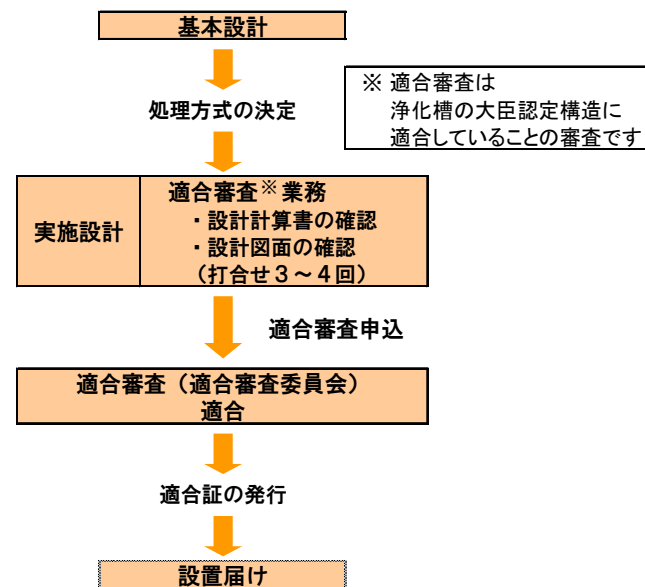 基本設計
処理方式の決定
※ 適合審査は
浄化槽の大臣認定構造に
適合していることの審査です
実施設計
適合審査※業務
・設計計算書の確認
・設計図面の確認
（打合せ３～４回）
適合審査申込
適合審査（適合審査委員会）
適合
適合証の発行
設置届け